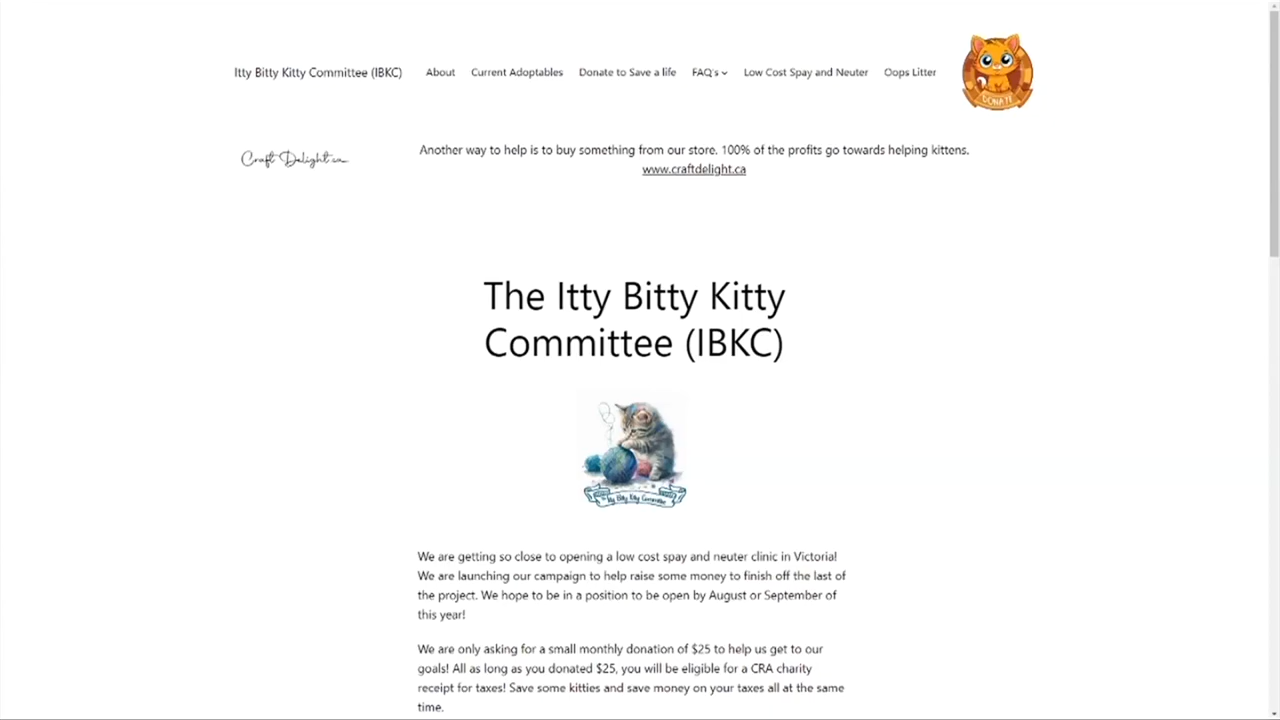 Itty Bitty Kitty Committee (IBKC) About Current Adoptables Donate to Save a life FAQ's Low Cost Spay and Neuter Oops Litter
DONATE
Craft Delight.ca
Another way to help is to buy something from our store. 100% of the profits go towards helping kittens.
www.craftdelight.ca
The Itty Bitty Kitty
Committee (IBKC)
Itty Bitty Kitty Committee
We are getting so close to opening a low cost spay and neuter clinic in Victoria!
We are launching our campaign to help raise some money to finish off the last of
the project. We hope to be in a position to be open by August or September of
this year!
We are only asking for a small monthly donation of $25 to help us get to our
goals! All as long as you donated $25, you will be eligible for a CRA charity
receipt for taxes! Save some kitties and save money on your taxes all at the same
time.